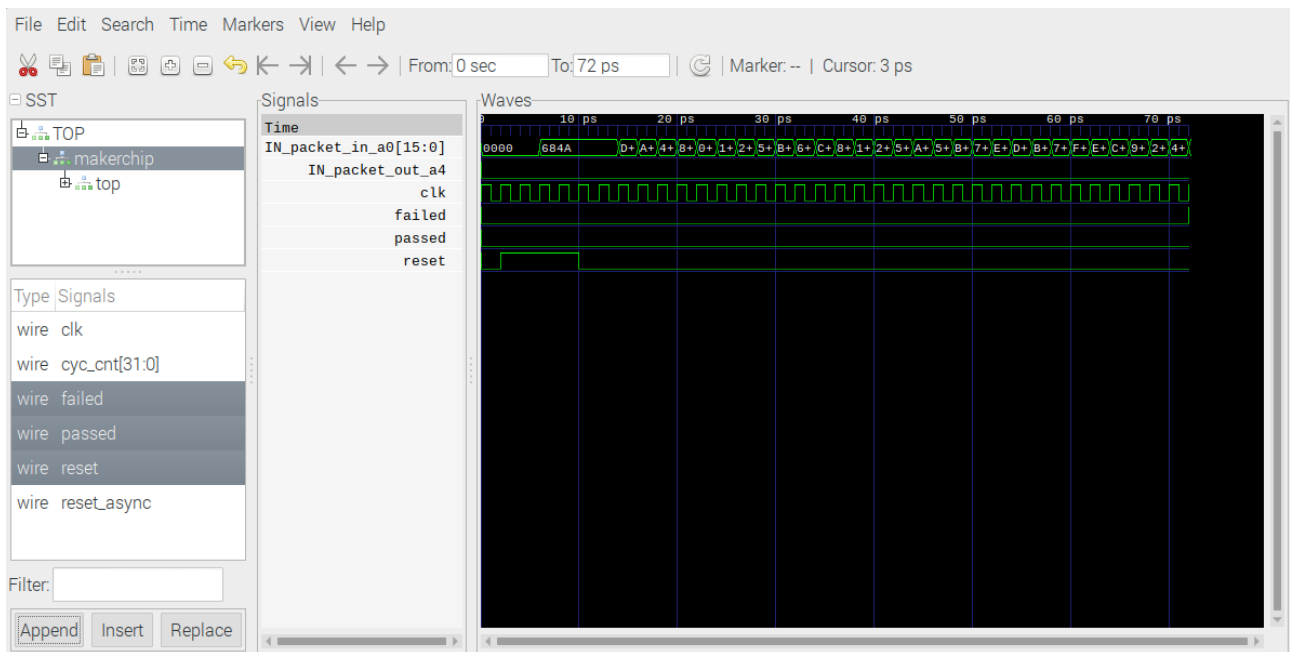 File Edit Search Time Markers View Help
From: 0 sec To: 72 ps | Marker: -- | Cursor: 3 ps
SST
TOP
makerchip
top
Type Signals
wire clk
wire cyc_cnt[31:0]
wire failed
wire passed
wire reset
wire reset_async
Filter:
Append Insert Replace
Signals
Time
IN_packet_in_a0[15:0]
IN_packet_out_a4
clk
failed
passed
reset
Waves
0 10 ps 20 ps 30 ps 40 ps 50 ps 60 ps 70 ps
0000 684A D+ A+ 4+ 8+ 0+ 1+ 2+ 5+ B+ 6+ C+ 8+ 1+ 2+ 5+ A+ 5+ B+ 7+ E+ D+ B+ 7+ F+ E+ C+ 9+ 2+ 4+